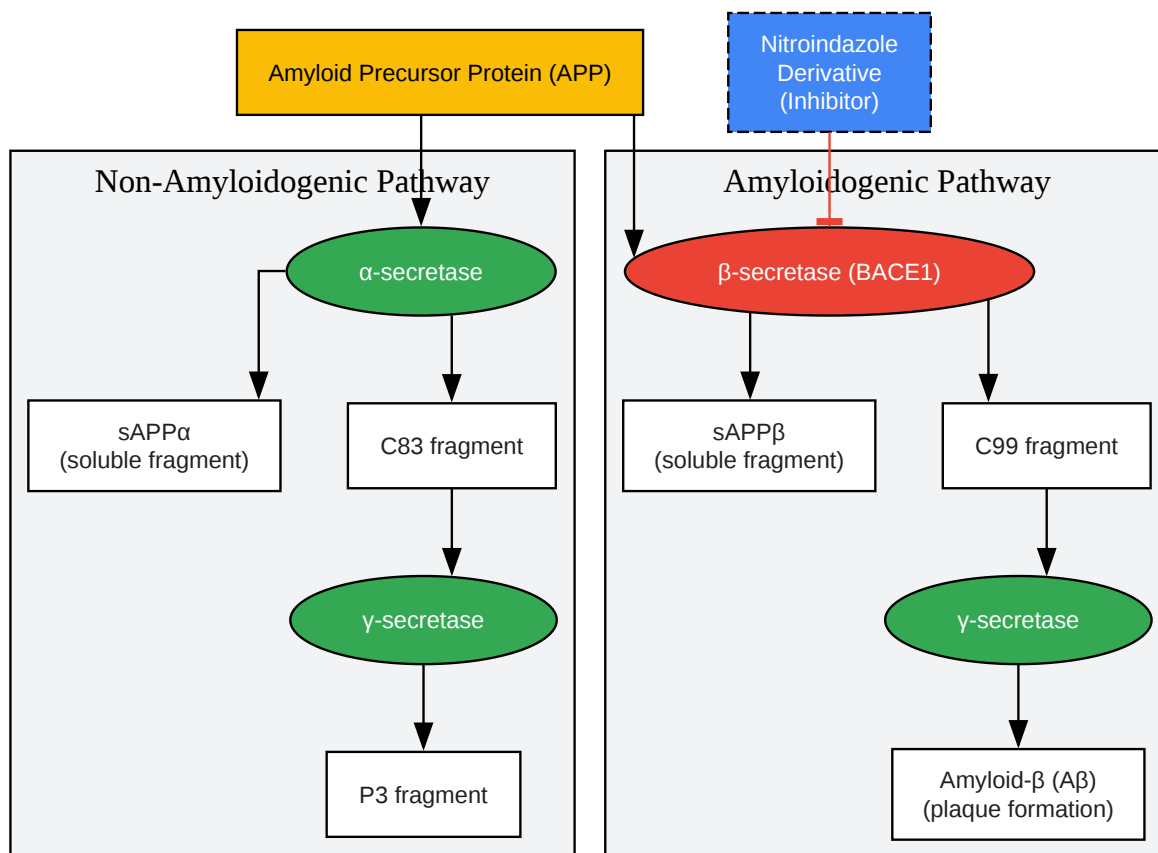 Amyloid Precursor Protein (APP)
Nitroindazole
Derivative
(Inhibitor)
Non-Amyloidogenic Pathway
Amyloidogenic Pathway
α-secretase
β-secretase (BACE1)
sAPPα
(soluble fragment)
C83 fragment
sAPPβ
(soluble fragment)
C99 fragment
γ-secretase
γ-secretase
P3 fragment
Amyloid-β (Aβ)
(plaque formation)